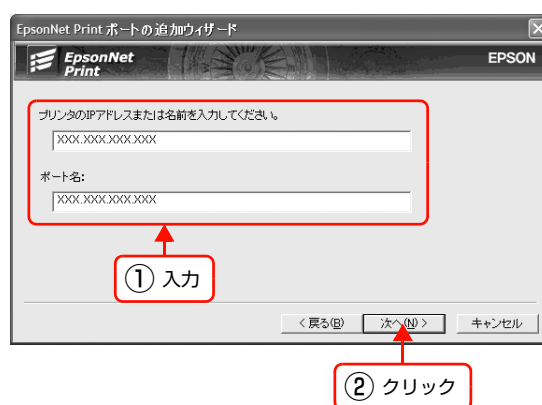 EpsonNet Print ポートの追加ウィザード
EpsonNet
Print
EPSON
プリンタのIPアドレスまたは名前を入力してください。
XXX.XXX.XXX.XXX
ポート名:
XXX.XXX.XXX.XXX
① 入力
< 戻る(B) 次へ(N) > キャンセル
② クリック